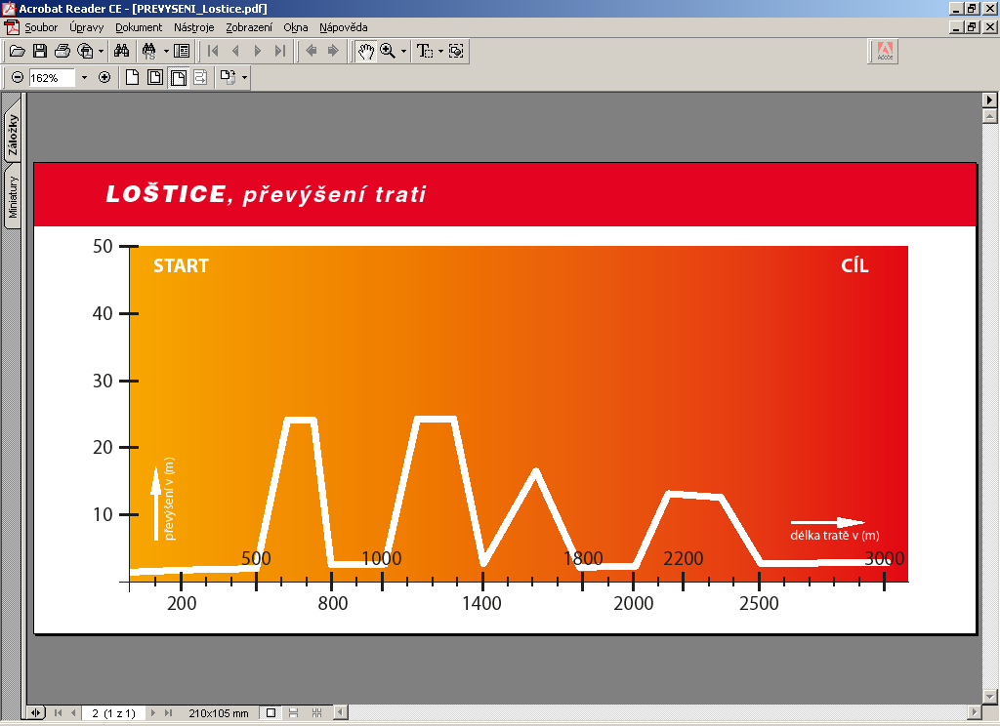 Acrobat Reader CE - [PREVYSENI_Lostice.pdf]
Soubor Úpravy Dokument Nástroje Zobrazení Okna Nápověda
TS
T
Adobe
162%
Záložky
Miniatury
LOŠTICE, převýšení trati
START
CÍL
50
40
30
20
10
převýšení v (m)
délka tratě v (m)
500 1000 1800 2200 3000
200 800 1400 2000 2500
2 (1 z 1) 210x105 mm